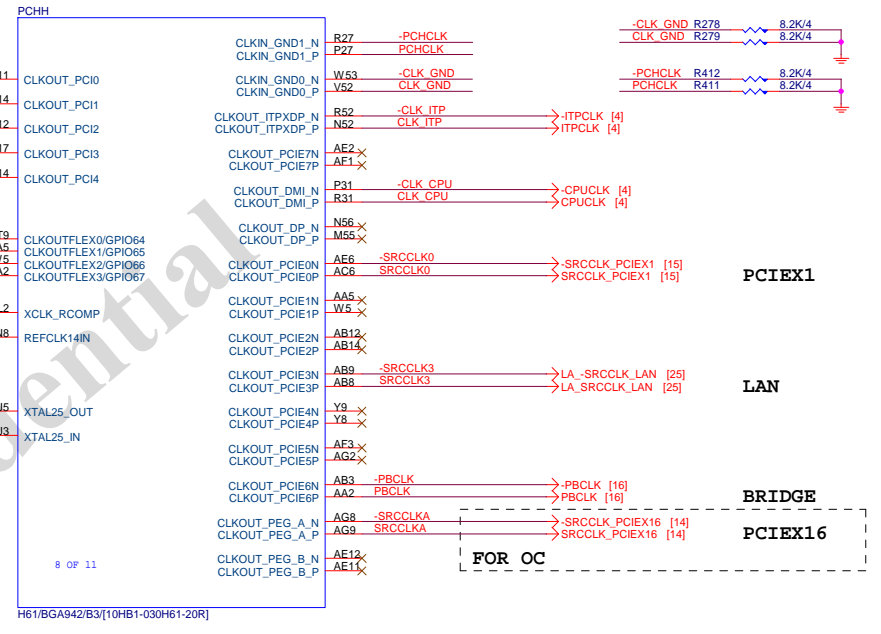 PCHH
CLKIN_GND1_N R27 -PCHCLK
CLKIN_GND1_P P27 PCHCLK
-CLK_GND R278 8.2K/4
CLK_GND R279 8.2K/4
CLKOUT_PCI0
CLKIN_GND0_N W53 -CLK_GND
CLKIN_GND0_P V52 CLK_GND
-PCHCLK R412 8.2K/4
PCHCLK R411 8.2K/4
CLKOUT_PCI1
CLKOUT_ITPXDP_N R52 -CLK_ITP -ITPCLK [4]
CLKOUT_ITPXDP_P N52 CLK_ITP ITPCLK [4]
CLKOUT_PCI2
CLKOUT_PCI3
CLKOUT_PCIE7N AE2
CLKOUT_PCIE7P AF1
CLKOUT_PCI4
CLKOUT_DMI_N P31 -CLK_CPU -CPUCLK [4]
CLKOUT_DMI_P R31 CLK_CPU CPUCLK [4]
CLKOUT_DP_N N56
CLKOUT_DP_P M55
CLKOUTFLEX0/GPIO64
CLKOUTFLEX1/GPIO65
CLKOUTFLEX2/GPIO66
CLKOUTFLEX3/GPIO67
CLKOUT_PCIE0N AE6 -SRCCLK0 -SRCCLK_PCIEX1 [15]
CLKOUT_PCIE0P AC6 SRCCLK0 SRCCLK_PCIEX1 [15]
PCIEX1
CLKOUT_PCIE1N AA5
CLKOUT_PCIE1P W5
XCLK_RCOMP
REFCLK14IN
CLKOUT_PCIE2N AB12
CLKOUT_PCIE2P AB14
CLKOUT_PCIE3N AB9 -SRCCLK3 LA_-SRCCLK_LAN [25]
CLKOUT_PCIE3P AB8 SRCCLK3 LA_SRCCLK_LAN [25]
LAN
XTAL25_OUT
CLKOUT_PCIE4N Y9
CLKOUT_PCIE4P Y8
XTAL25_IN
CLKOUT_PCIE5N AF3
CLKOUT_PCIE5P AG2
CLKOUT_PCIE6N AB3 -PBCLK -PBCLK [16]
CLKOUT_PCIE6P AA2 PBCLK PBCLK [16]
BRIDGE
CLKOUT_PEG_A_N AG8 -SRCCLKA -SRCCLK_PCIEX16 [14]
CLKOUT_PEG_A_P AG9 SRCCLKA SRCCLK_PCIEX16 [14]
PCIEX16
FOR OC
CLKOUT_PEG_B_N AE12
CLKOUT_PEG_B_P AE11
8 OF 11
H61/BGA942/B3/[10HB1-030H61-20R]